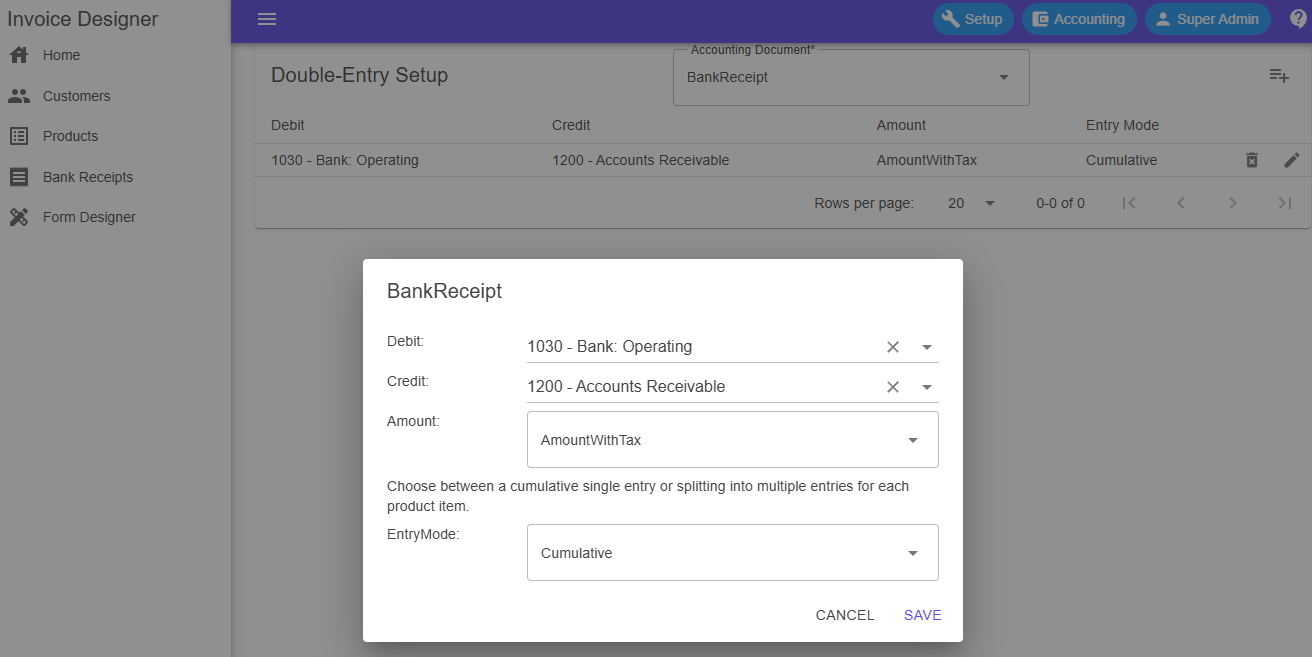 Invoice Designer
Setup
Accounting
Super Admin
Home
Customers
Products
Bank Receipts
Form Designer
Double-Entry Setup
Accounting Document*
BankReceipt
Debit Credit Amount Entry Mode
1030 - Bank: Operating 1200 - Accounts Receivable AmountWithTax Cumulative
Rows per page: 20 0-0 of 0
BankReceipt
Debit: 1030 - Bank: Operating
Credit: 1200 - Accounts Receivable
Amount: AmountWithTax
Choose between a cumulative single entry or splitting into multiple entries for each
product item.
EntryMode: Cumulative
CANCEL SAVE